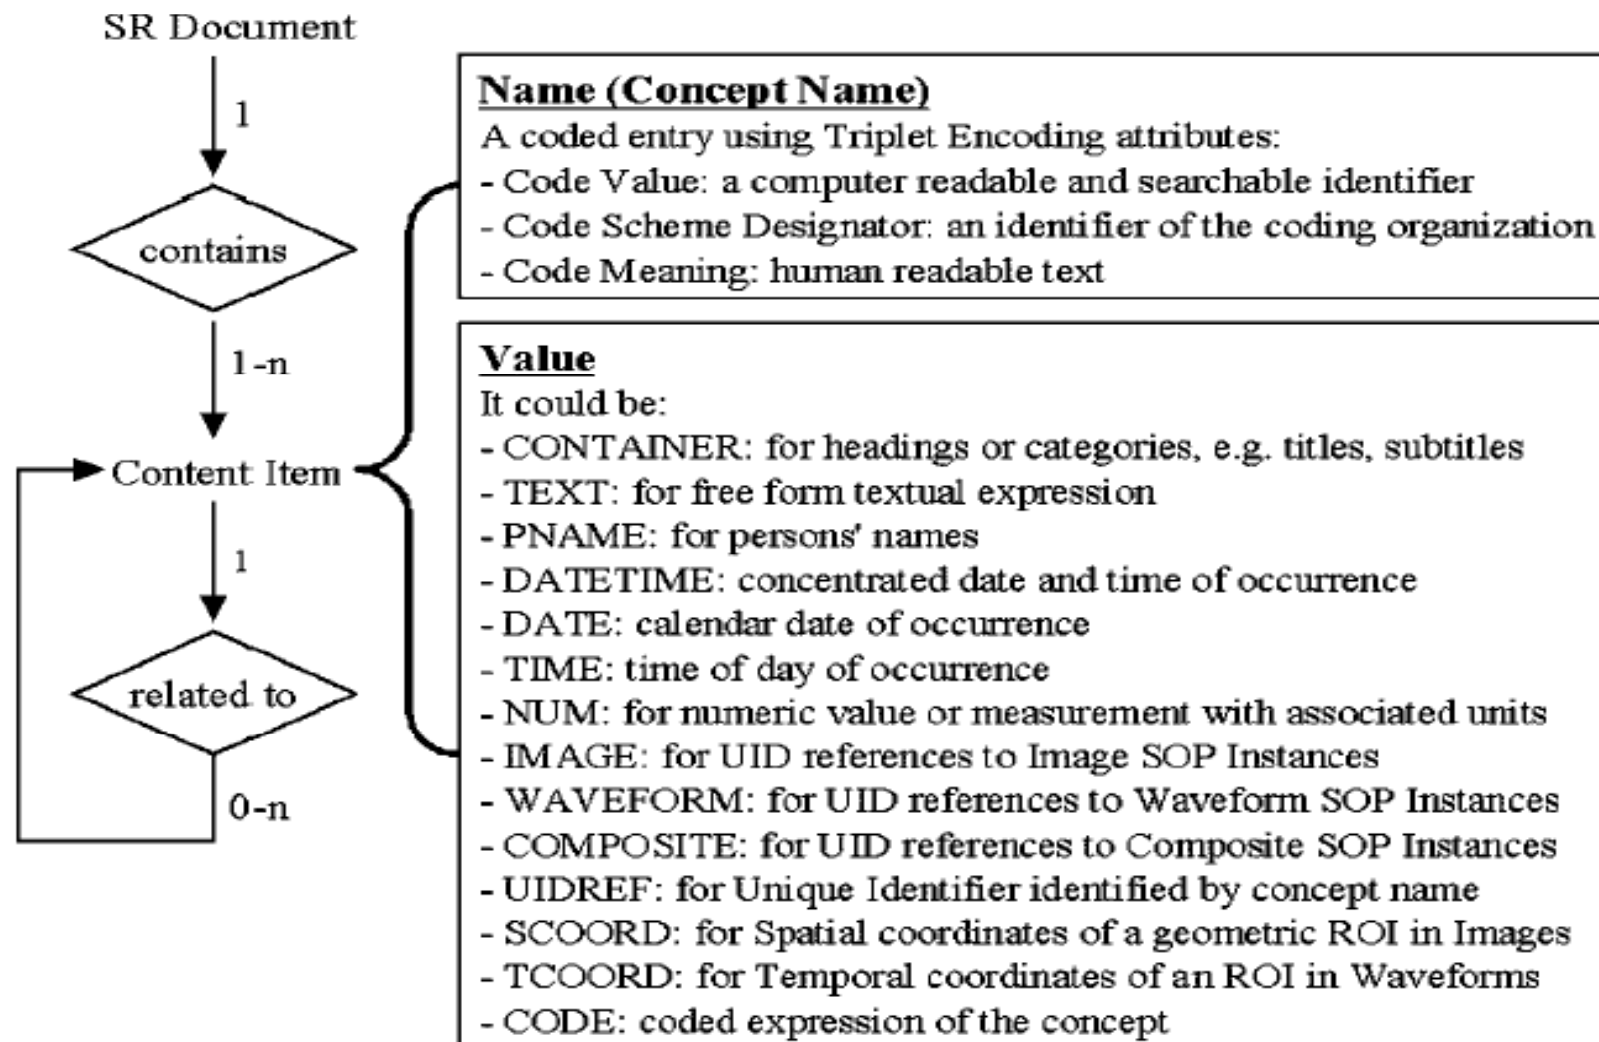 SR Document
1
contains
1-n
Content Item
1
related to
0-n
Name (Concept Name)
A coded entry using Triplet Encoding attributes:
- Code Value: a computer readable and searchable identifier
- Code Scheme Designator: an identifier of the coding organization
- Code Meaning: human readable text
Value
It could be:
- CONTAINER: for headings or categories, e.g. titles, subtitles
- TEXT: for free form textual expression
- PNAME: for persons' names
- DATETIME: concentrated date and time of occurrence
- DATE: calendar date of occurrence
- TIME: time of day of occurrence
- NUM: for numeric value or measurement with associated units
- IMAGE: for UID references to Image SOP Instances
- WAVEFORM: for UID references to Waveform SOP Instances
- COMPOSITE: for UID references to Composite SOP Instances
- UIDREF: for Unique Identifier identified by concept name
- SCOORD: for Spatial coordinates of a geometric ROI in Images
- TCOORD: for Temporal coordinates of an ROI in Waveforms
- CODE: coded expression of the concept